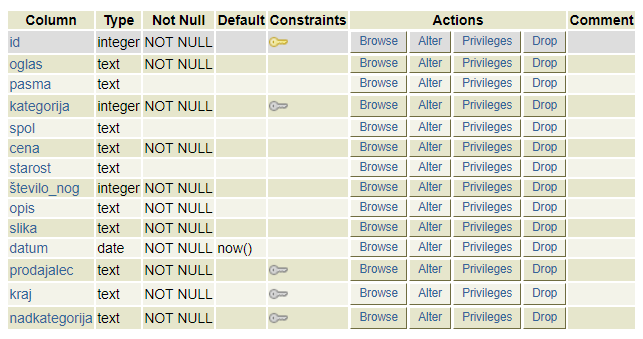 Column Type Not Null Default Constraints Actions Comment
id integer NOT NULL Browse Alter Privileges Drop
oglas text NOT NULL Browse Alter Privileges Drop
pasma text Browse Alter Privileges Drop
kategorija integer NOT NULL Browse Alter Privileges Drop
spol text Browse Alter Privileges Drop
cena text NOT NULL Browse Alter Privileges Drop
starost text Browse Alter Privileges Drop
število_nog integer NOT NULL Browse Alter Privileges Drop
opis text NOT NULL Browse Alter Privileges Drop
slika text NOT NULL Browse Alter Privileges Drop
datum date NOT NULL now() Browse Alter Privileges Drop
prodajalec text NOT NULL Browse Alter Privileges Drop
kraj text NOT NULL Browse Alter Privileges Drop
nadkategorija text NOT NULL Browse Alter Privileges Drop